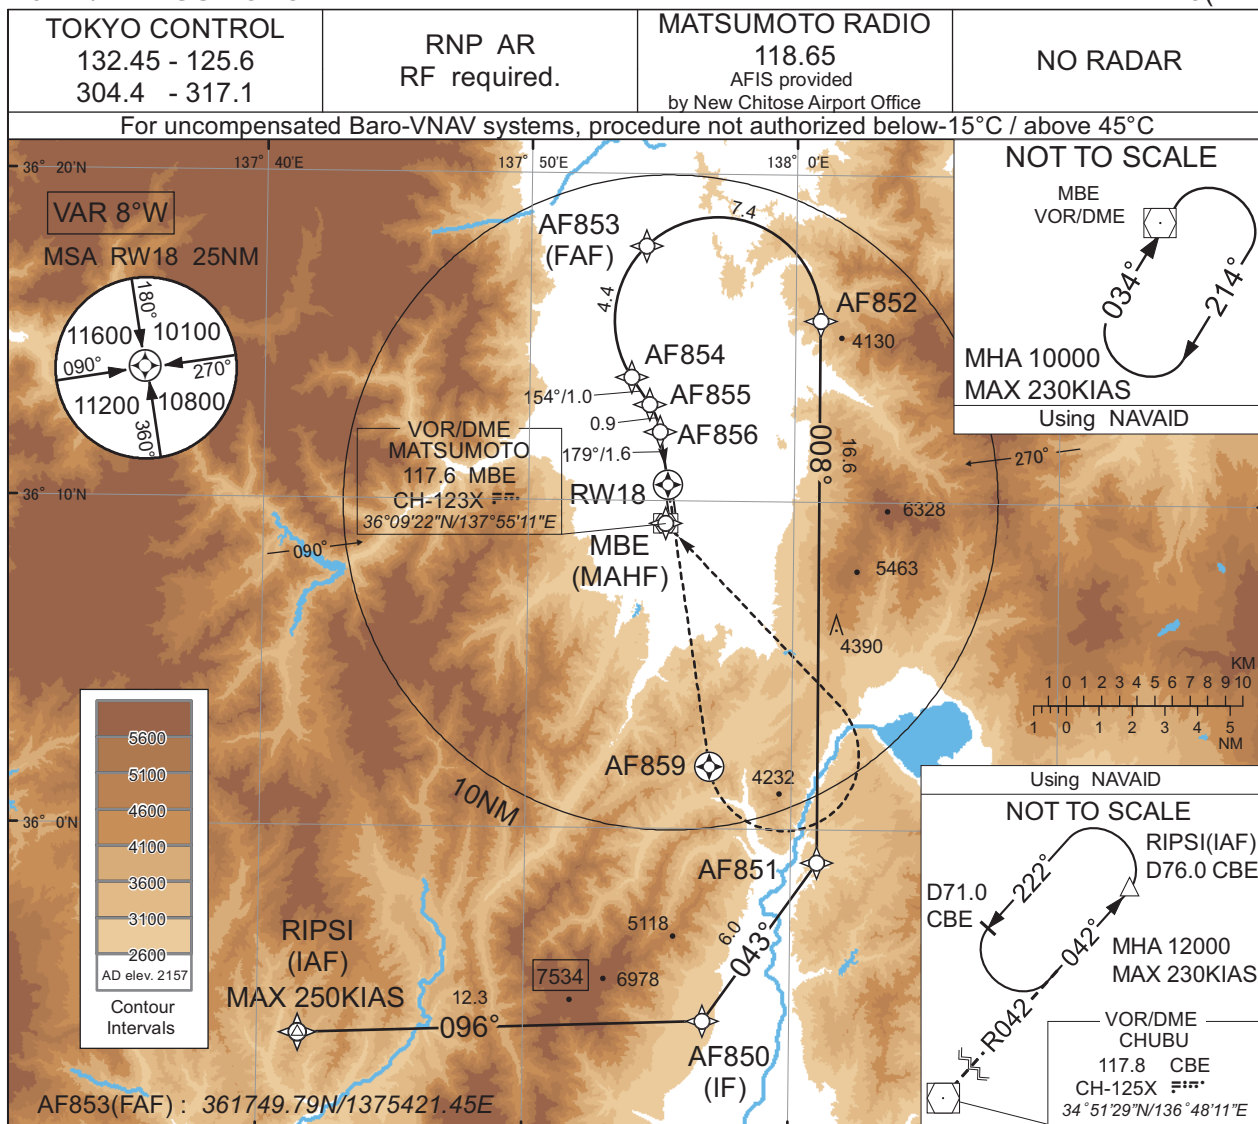 TOKYO CONTROL
132.45 - 125.6
304.4 - 317.1
RNP AR
RF required.
MATSUMOTO RADIO
118.65
AFIS provided
by New Chitose Airport Office
NO RADAR
For uncompensated Baro-VNAV systems, procedure not authorized below-15°C / above 45°C
36° 20'N
137° 40'E
137° 50'E
138° 0'E
VAR 8°W
MSA RW18 25NM
180°
11600
10100
090°
270°
11200
10800
360°
NOT TO SCALE
MBE
VOR/DME
034°
214°
MHA 10000
MAX 230KIAS
Using NAVAID
AF853
(FAF)
7.4
4.4
AF852
4130
AF854
154°/1.0
AF855
0.9
AF856
179°/1.6
RW18
VOR/DME
MATSUMOTO
117.6 MBE
CH-123X
36°09'22"N/137°55'11"E
MBE
(MAHF)
008°
16.6
270°
36° 10'N
090°
6328
5463
4390
KM
1 0 1 2 3 4 5 6 7 8 9 10
1 0 1 2 3 4 5
NM
AF859
4232
10NM
36° 0'N
AF851
5600
5100
4600
4100
3600
3100
2600
AD elev. 2157
Contour
Intervals
RIPSI
(IAF)
MAX 250KIAS
12.3
096°
5118
7534
6978
6.0
043°
AF850
(IF)
AF853(FAF) : 361749.79N/1375421.45E
Using NAVAID
NOT TO SCALE
RIPSI(IAF)
D76.0 CBE
D71.0
CBE
222°
042°
MHA 12000
MAX 230KIAS
R042
VOR/DME
CHUBU
117.8 CBE
CH-125X
34°51'29"N/136°48'11"E